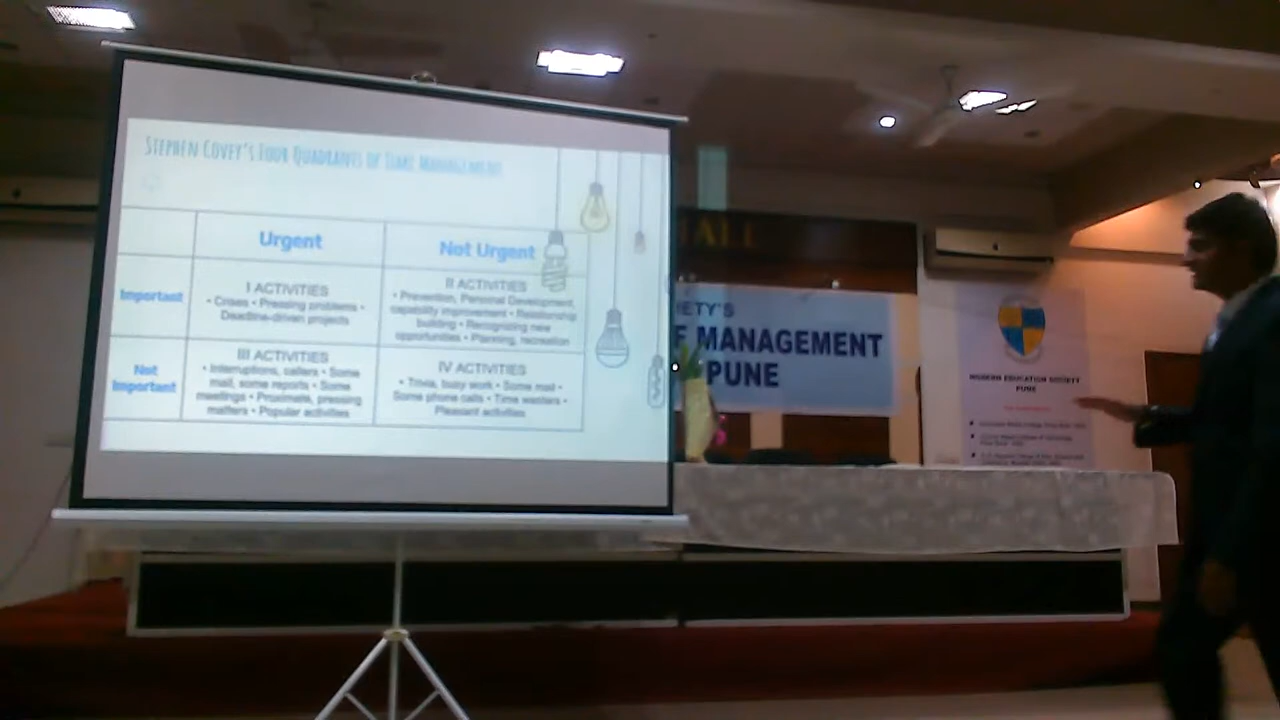 STEPHEN COVEY'S FOUR QUADRANTS OF TIME MANAGEMENT
Urgent
Not Urgent
Important
I ACTIVITIES
• Crises • Pressing problems •
Deadline-driven projects
II ACTIVITIES
• Prevention, Personal Development,
capability improvement • Relationship
building • Recognizing new
opportunities • Planning, recreation
Not
Important
III ACTIVITIES
• Interruptions, callers • Some
mail, some reports • Some
meetings • Proximate, pressing
matters • Popular activities
IV ACTIVITIES
• Trivia, busy work • Some mail •
Some phone calls • Time wasters •
Pleasant activities
HALL
IETY'S
F MANAGEMENT
PUNE
MODERN EDUCATION SOCIETY
PUNE